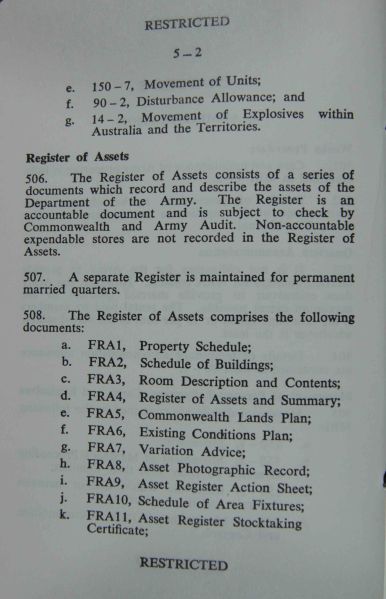 RESTRICTED
5 – 2
e. 150 – 7, Movement of Units;
f. 90 – 2, Disturbance Allowance; and
g. 14 – 2, Movement of Explosives within
Australia and the Territories.
Register of Assets
506. The Register of Assets consists of a series of
documents which record and describe the assets of the
Department of the Army. The Register is an
accountable document and is subject to check by
Commonwealth and Army Audit. Non-accountable
expendable stores are not recorded in the Register of
Assets.
507. A separate Register is maintained for permanent
married quarters.
508. The Register of Assets comprises the following
documents:
a. FRA1, Property Schedule;
b. FRA2, Schedule of Buildings;
c. FRA3, Room Description and Contents;
d. FRA4, Register of Assets and Summary;
e. FRA5, Commonwealth Lands Plan;
f. FRA6, Existing Conditions Plan;
g. FRA7, Variation Advice;
h. FRA8, Asset Photographic Record;
i. FRA9, Asset Register Action Sheet;
j. FRA10, Schedule of Area Fixtures;
k. FRA11, Asset Register Stocktaking
Certificate;
RESTRICTED